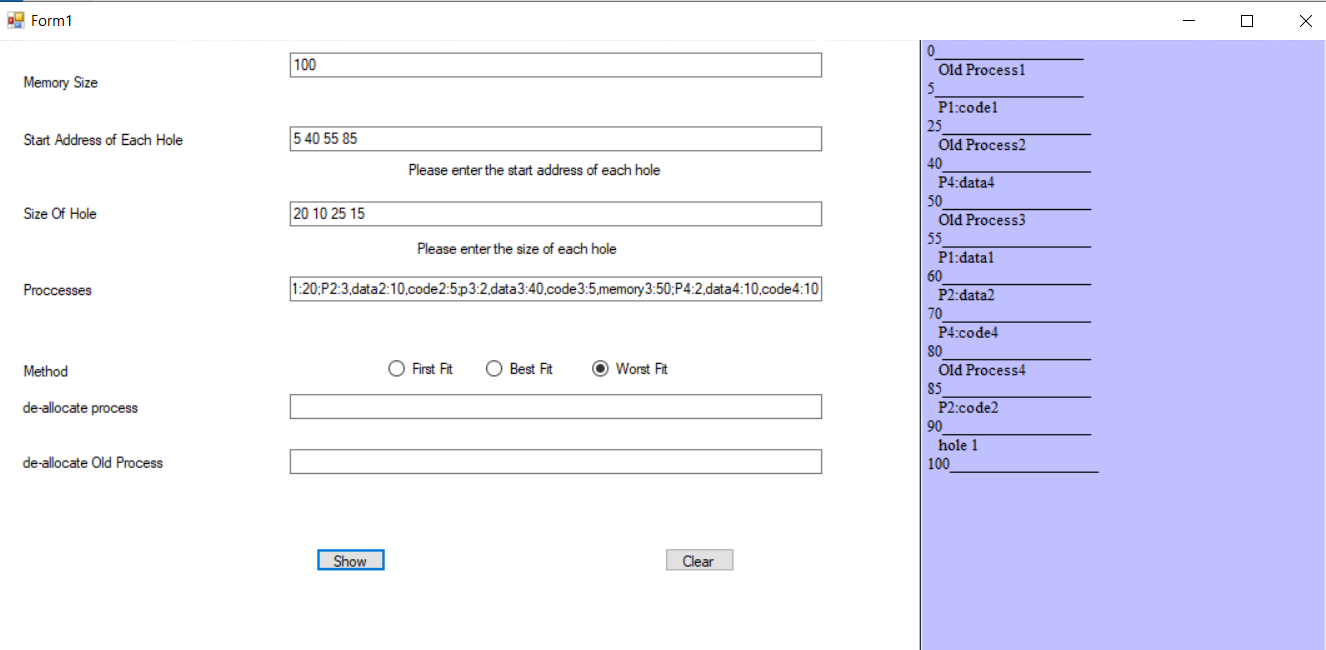 Form1
Memory Size
100
Start Address of Each Hole
5 40 55 85
Please enter the start address of each hole
Size Of Hole
20 10 25 15
Please enter the size of each hole
Proccesses
1:20;P2:3,data2:10,code2:5;p3:2,data3:40,code3:5,memory3:50;P4:2,data4:10,code4:10
Method
First Fit
Best Fit
Worst Fit
de-allocate process
de-allocate Old Process
Show
Clear
0
Old Process1
5
P1:code1
25
Old Process2
40
P4:data4
50
Old Process3
55
P1:data1
60
P2:data2
70
P4:code4
80
Old Process4
85
P2:code2
90
hole 1
100